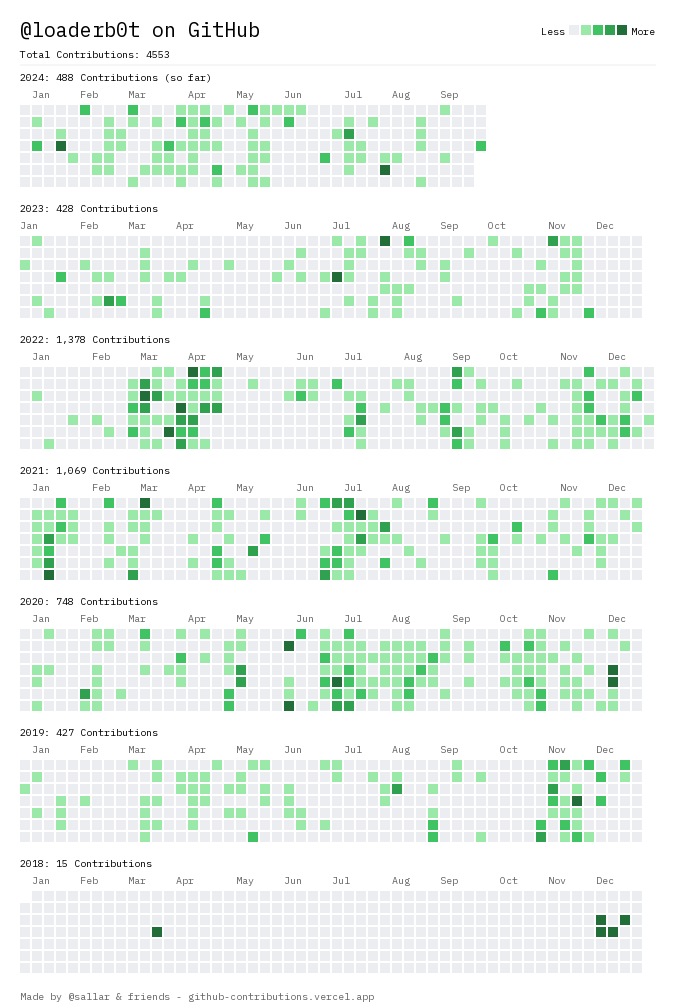 @loaderb0t on GitHub
Less More
Total Contributions: 4553
2024: 488 Contributions (so far)
Jan Feb Mar Apr May Jun Jul Aug Sep
2023: 428 Contributions
Jan Feb Mar Apr May Jun Jul Aug Sep Oct Nov Dec
2022: 1,378 Contributions
Jan Feb Mar Apr May Jun Jul Aug Sep Oct Nov Dec
2021: 1,069 Contributions
Jan Feb Mar Apr May Jun Jul Aug Sep Oct Nov Dec
2020: 748 Contributions
Jan Feb Mar Apr May Jun Jul Aug Sep Oct Nov Dec
2019: 427 Contributions
Jan Feb Mar Apr May Jun Jul Aug Sep Oct Nov Dec
2018: 15 Contributions
Jan Feb Mar Apr May Jun Jul Aug Sep Oct Nov Dec
Made by @sallar & friends - github-contributions.vercel.app